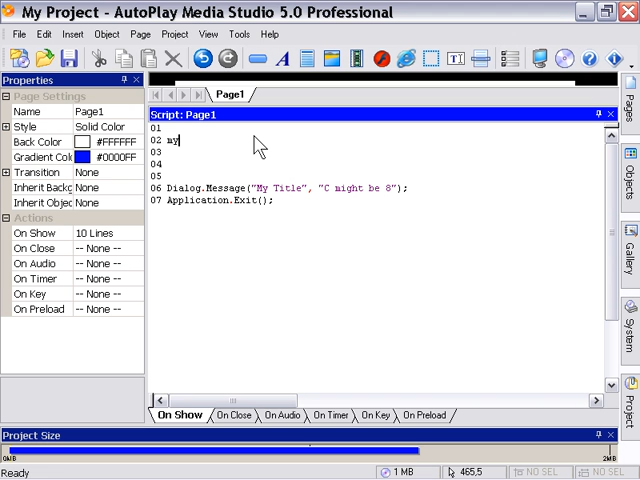 My Project - AutoPlay Media Studio 5.0 Professional
File Edit Insert Object Page Project View Tools Help
Properties
Page Settings
Name Page1
Style Solid Color
Back Color #FFFFFF
Gradient Col #0000FF
Transition None
Inherit Backg None
Inherit Objec None
Actions
On Show 10 Lines
On Close -- None --
On Audio -- None --
On Timer -- None --
On Key -- None --
On Preload -- None --
Page1
Script: Page1
01
02 my
03
04
05
06 Dialog.Message("My Title", "C might be 8");
07 Application.Exit();
On Show On Close On Audio On Timer On Key On Preload
Pages
Objects
Gallery
System
Project
Project Size
0MB 2MB
Ready 1 MB 465,5 NO SEL NO SEL